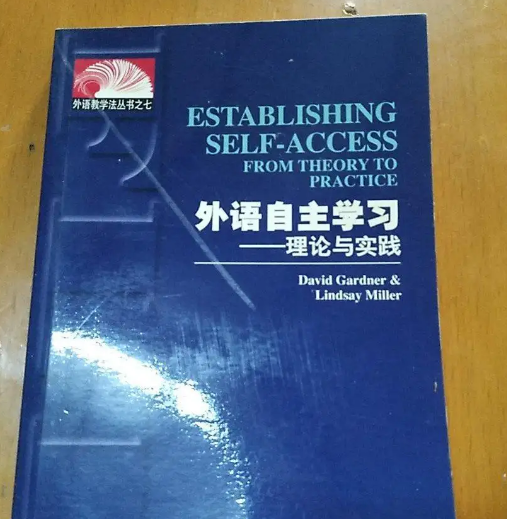 外语教学法丛书之七
ESTABLISHING
SELF-ACCESS
FROM THEORY TO
PRACTICE
外语自主学习
——理论与实践
David Gardner &
Lindsay Miller